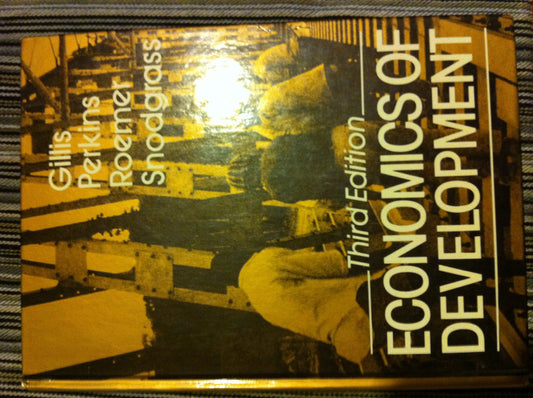 Gillis
Perkins
Roemer
Snodgrass
Third Edition
ECONOMICS OF
DEVELOPMENT